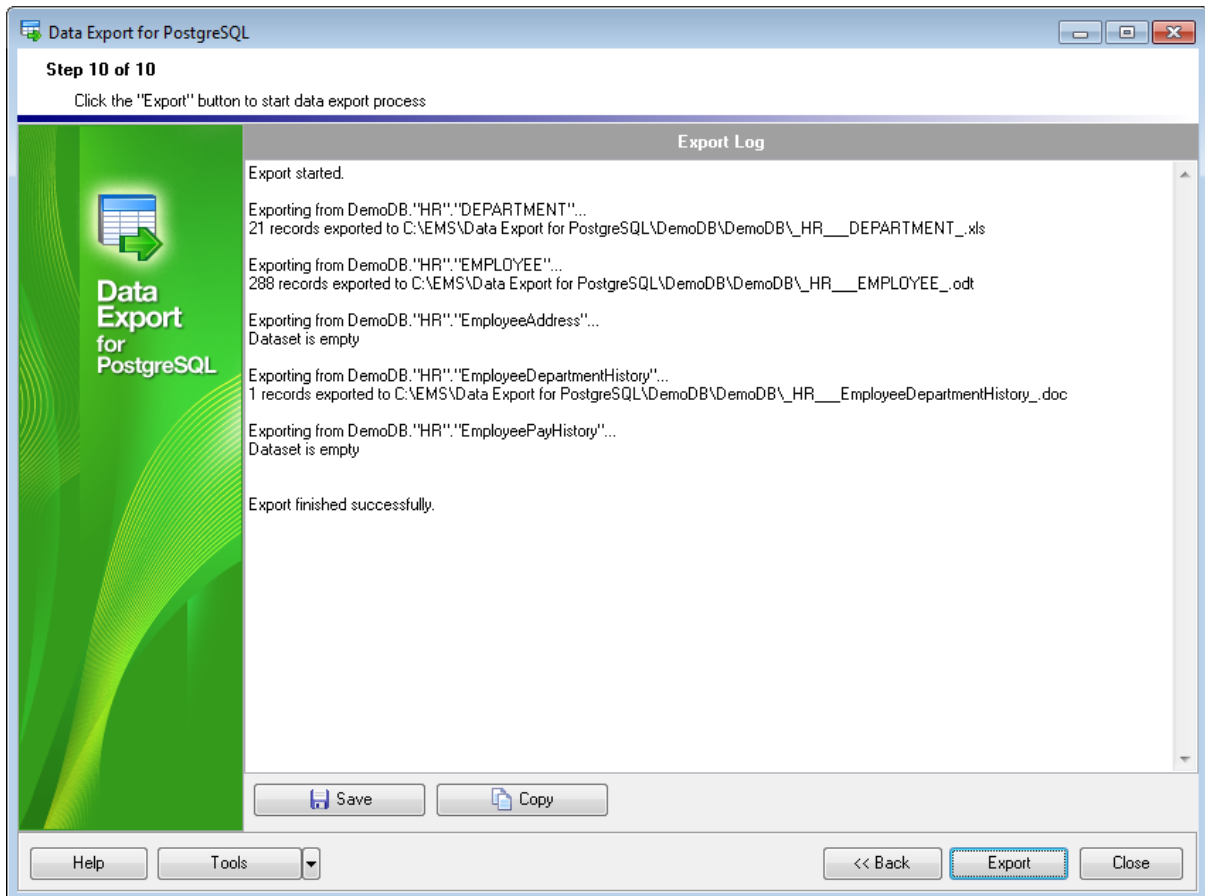 Data Export for PostgreSQL
Step 10 of 10
Click the "Export" button to start data export process
Data
Export
for
PostgreSQL
Export Log
Export started.
Exporting from DemoDB."HR"."DEPARTMENT"...
21 records exported to C:\EMS\Data Export for PostgreSQL\DemoDB\DemoDB\_HR___DEPARTMENT_.xls
Exporting from DemoDB."HR"."EMPLOYEE"...
288 records exported to C:\EMS\Data Export for PostgreSQL\DemoDB\DemoDB\_HR___EMPLOYEE_.odt
Exporting from DemoDB."HR"."EmployeeAddress"...
Dataset is empty
Exporting from DemoDB."HR"."EmployeeDepartmentHistory"...
1 records exported to C:\EMS\Data Export for PostgreSQL\DemoDB\DemoDB\_HR___EmployeeDepartmentHistory_.doc
Exporting from DemoDB."HR"."EmployeePayHistory"...
Dataset is empty
Export finished successfully.
Save
Copy
Help
Tools
<< Back
Export
Close